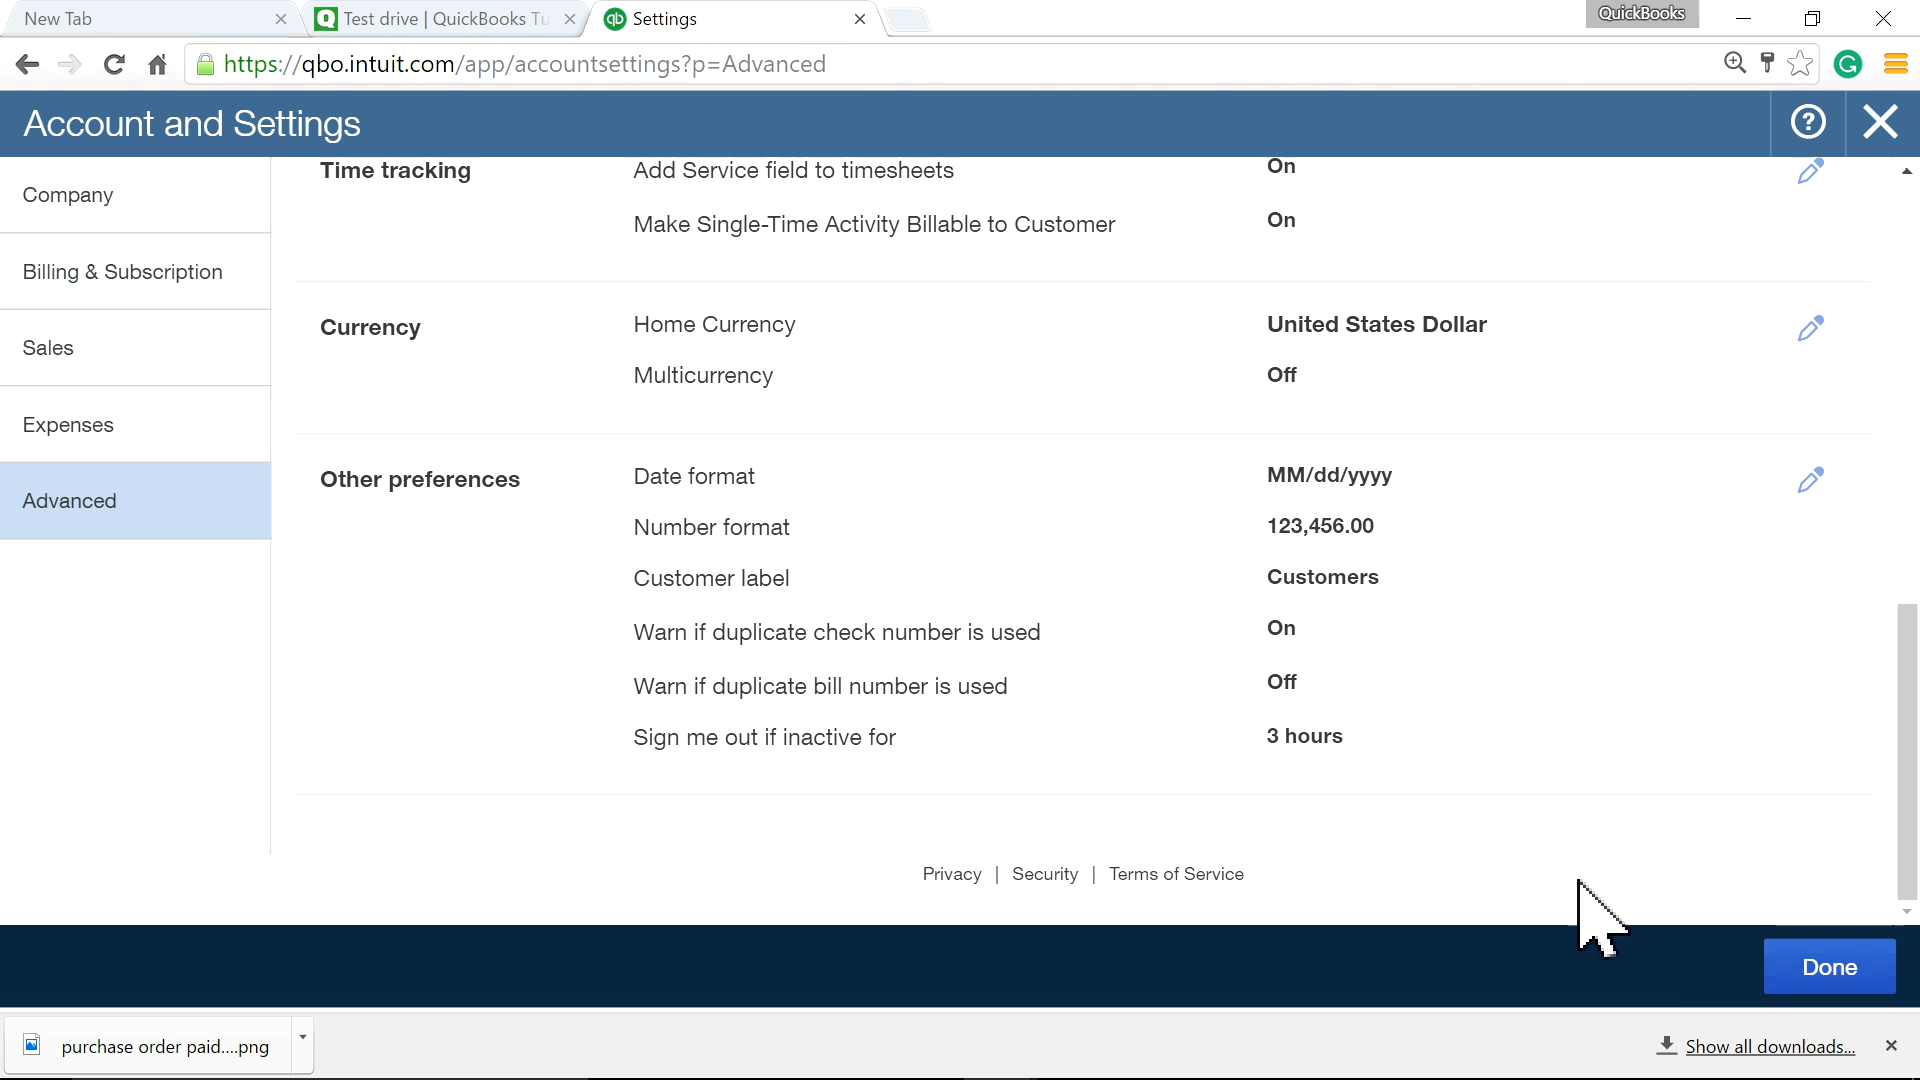 New Tab
Test drive | QuickBooks Tu
Settings
QuickBooks
https://qbo.intuit.com/app/accountsettings?p=Advanced
Account and Settings
Company
Billing & Subscription
Sales
Expenses
Advanced
Time tracking
Add Service field to timesheets
On
Make Single-Time Activity Billable to Customer
On
Currency
Home Currency
United States Dollar
Multicurrency
Off
Other preferences
Date format
MM/dd/yyyy
Number format
123,456.00
Customer label
Customers
Warn if duplicate check number is used
On
Warn if duplicate bill number is used
Off
Sign me out if inactive for
3 hours
Privacy | Security | Terms of Service
Done
purchase order paid....png
Show all downloads...